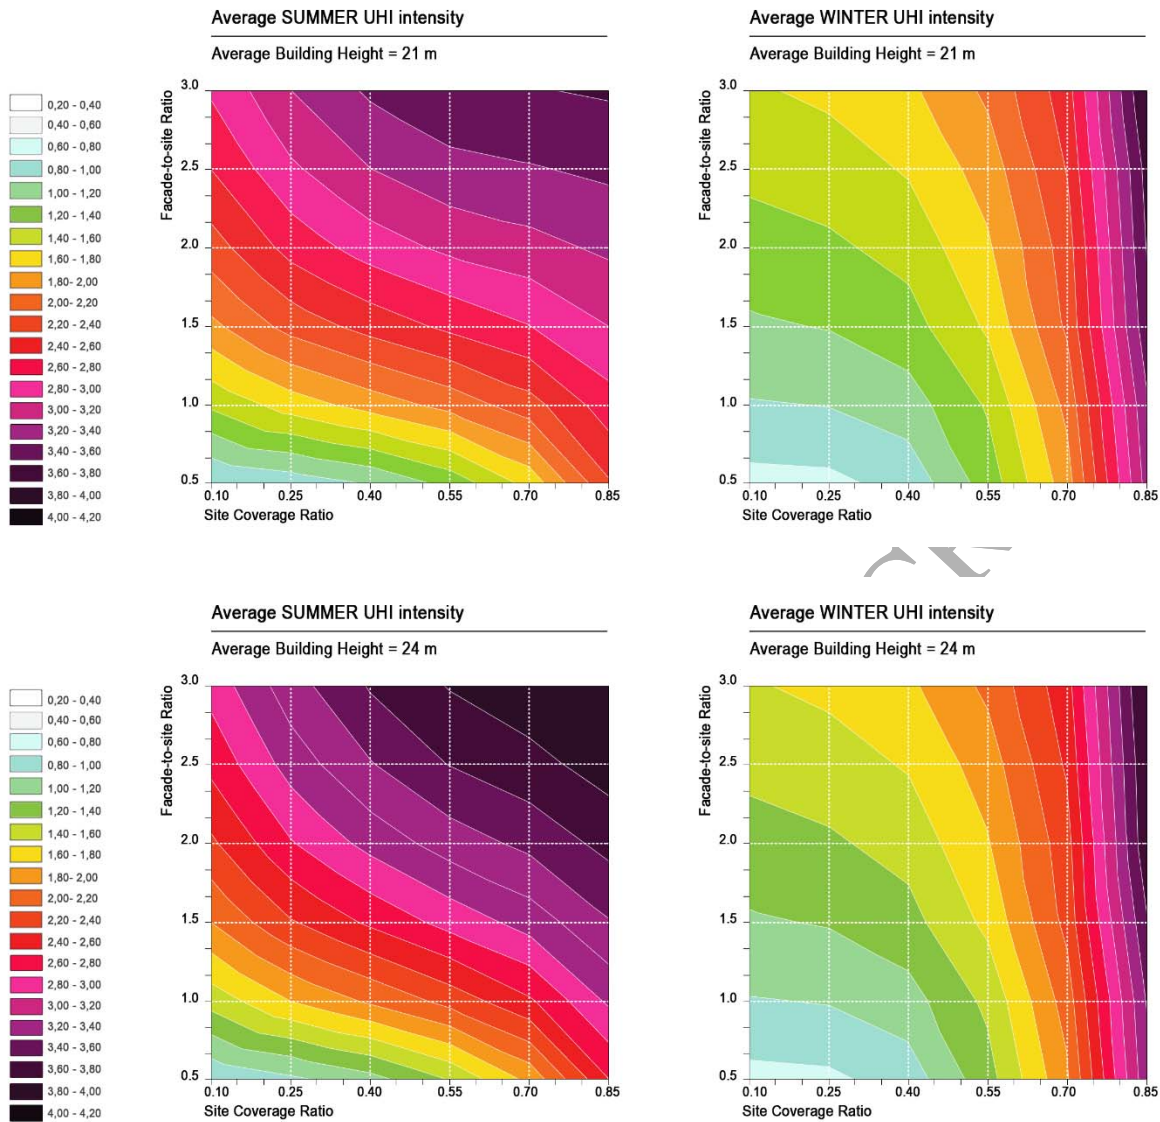 Average SUMMER UHI intensity
Average Building Height = 21 m
0,20 - 0,40
0,40 - 0,60
0,60 - 0,80
0,80 - 1,00
1,00 - 1,20
1,20 - 1,40
1,40 - 1,60
1,60 - 1,80
1,80- 2,00
2,00- 2,20
2,20 - 2,40
2,40 - 2,60
2,60 - 2,80
2,80 - 3,00
3,00 - 3,20
3,20 - 3,40
3,40 - 3,60
3,60 - 3,80
3,80 - 4,00
4,00 - 4,20
Facade-to-site Ratio
3.0
2.5
2.0
1.5
1.0
0.5
0.10 0.25 0.40 0.55 0.70 0.85
Site Coverage Ratio
Average WINTER UHI intensity
Average Building Height = 21 m
Facade-to-site Ratio
3.0
2.5
2.0
1.5
1.0
0.5
0.10 0.25 0.40 0.55 0.70 0.85
Site Coverage Ratio
Average SUMMER UHI intensity
Average Building Height = 24 m
0,20 - 0,40
0,40 - 0,60
0,60 - 0,80
0,80 - 1,00
1,00 - 1,20
1,20 - 1,40
1,40 - 1,60
1,60 - 1,80
1,80- 2,00
2,00- 2,20
2,20 - 2,40
2,40 - 2,60
2,60 - 2,80
2,80 - 3,00
3,00 - 3,20
3,20 - 3,40
3,40 - 3,60
3,60 - 3,80
3,80 - 4,00
4,00 - 4,20
Facade-to-site Ratio
3.0
2.5
2.0
1.5
1.0
0.5
0.10 0.25 0.40 0.55 0.70 0.85
Site Coverage Ratio
Average WINTER UHI intensity
Average Building Height = 24 m
Facade-to-site Ratio
3.0
2.5
2.0
1.5
1.0
0.5
0.10 0.25 0.40 0.55 0.70 0.85
Site Coverage Ratio